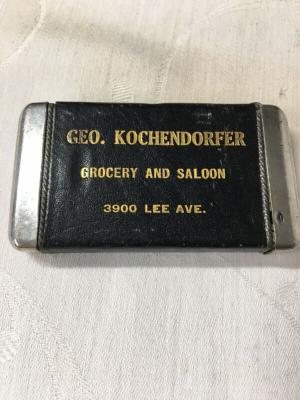 GEO. KOCHENDORFER
GROCERY AND SALOON
3900 LEE AVE.